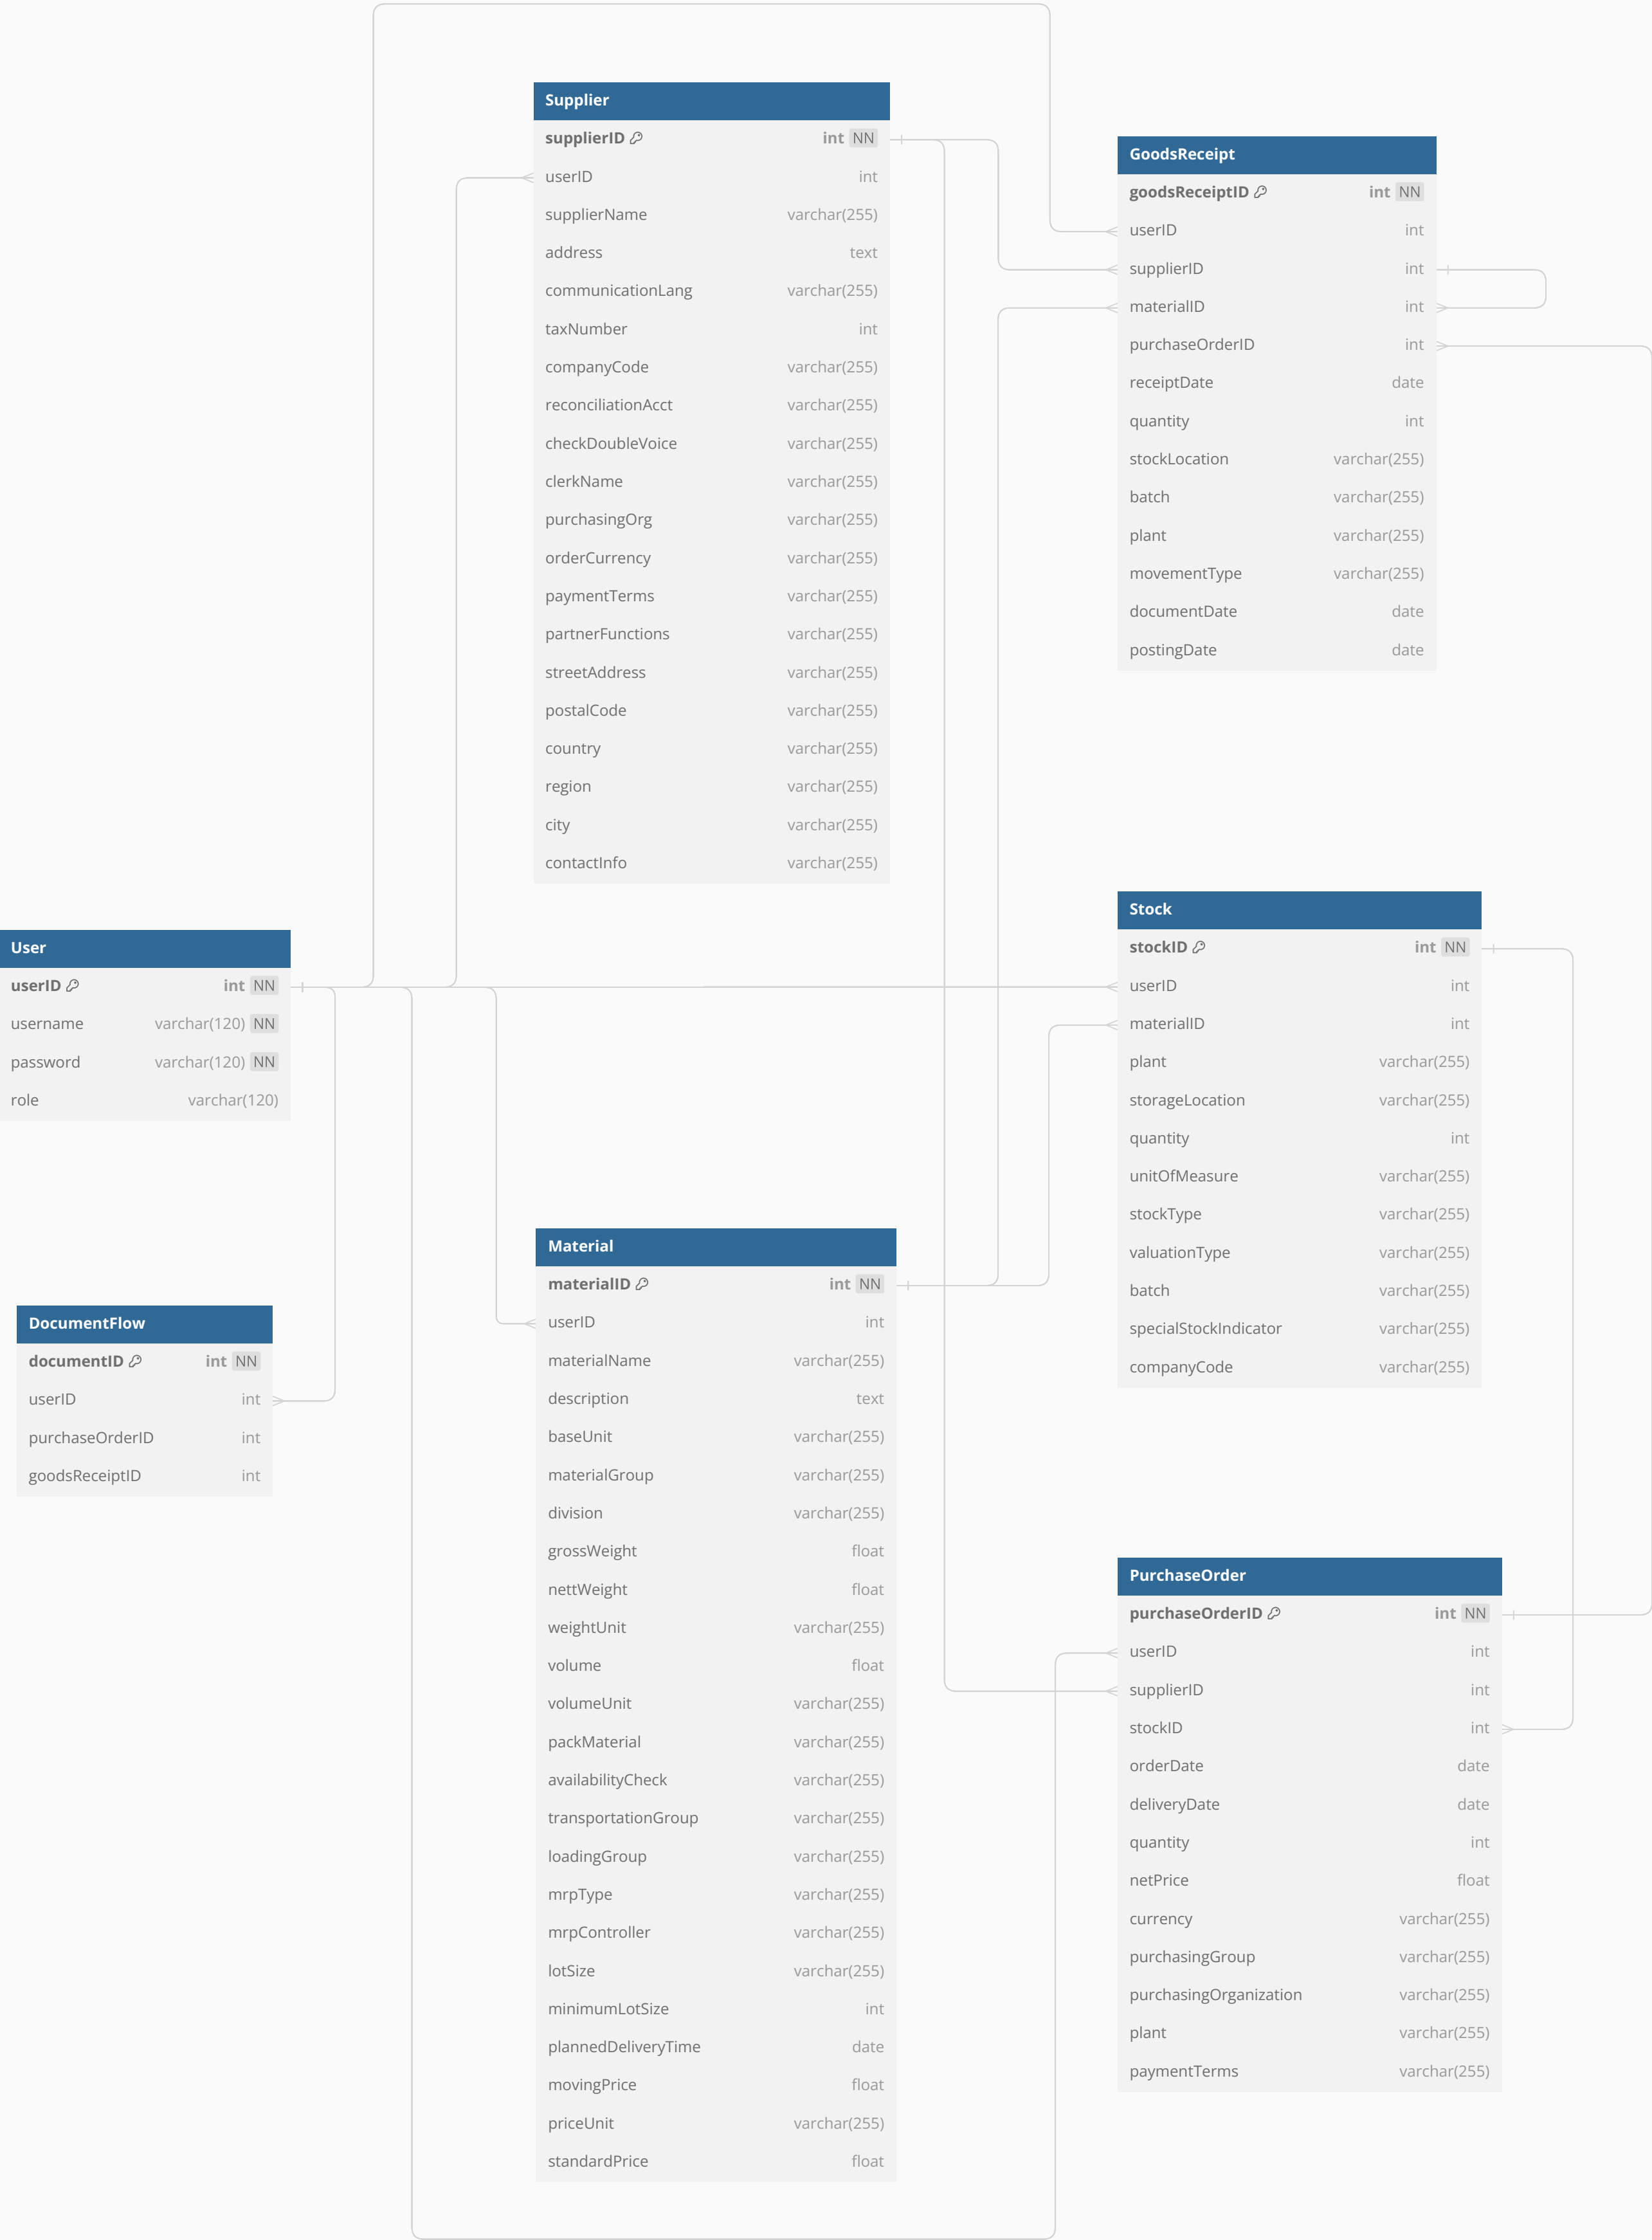 Supplier
supplierID int NN
userID int
supplierName varchar(255)
address text
communicationLang varchar(255)
taxNumber int
companyCode varchar(255)
reconciliationAcct varchar(255)
checkDoubleVoice varchar(255)
clerkName varchar(255)
purchasingOrg varchar(255)
orderCurrency varchar(255)
paymentTerms varchar(255)
partnerFunctions varchar(255)
streetAddress varchar(255)
postalCode varchar(255)
country varchar(255)
region varchar(255)
city varchar(255)
contactInfo varchar(255)
GoodsReceipt
goodsReceiptID int NN
userID int
supplierID int
materialID int
purchaseOrderID int
receiptDate date
quantity int
stockLocation varchar(255)
batch varchar(255)
plant varchar(255)
movementType varchar(255)
documentDate date
postingDate date
User
userID int NN
username varchar(120) NN
password varchar(120) NN
role varchar(120)
Stock
stockID int NN
userID int
materialID int
plant varchar(255)
storageLocation varchar(255)
quantity int
unitOfMeasure varchar(255)
stockType varchar(255)
valuationType varchar(255)
batch varchar(255)
specialStockIndicator varchar(255)
companyCode varchar(255)
DocumentFlow
documentID int NN
userID int
purchaseOrderID int
goodsReceiptID int
Material
materialID int NN
userID int
materialName varchar(255)
description text
baseUnit varchar(255)
materialGroup varchar(255)
division varchar(255)
grossWeight float
nettWeight float
weightUnit varchar(255)
volume float
volumeUnit varchar(255)
packMaterial varchar(255)
availabilityCheck varchar(255)
transportationGroup varchar(255)
loadingGroup varchar(255)
mrpType varchar(255)
mrpController varchar(255)
lotSize varchar(255)
minimumLotSize int
plannedDeliveryTime date
movingPrice float
priceUnit varchar(255)
standardPrice float
PurchaseOrder
purchaseOrderID int NN
userID int
supplierID int
stockID int
orderDate date
deliveryDate date
quantity int
netPrice float
currency varchar(255)
purchasingGroup varchar(255)
purchasingOrganization varchar(255)
plant varchar(255)
paymentTerms varchar(255)